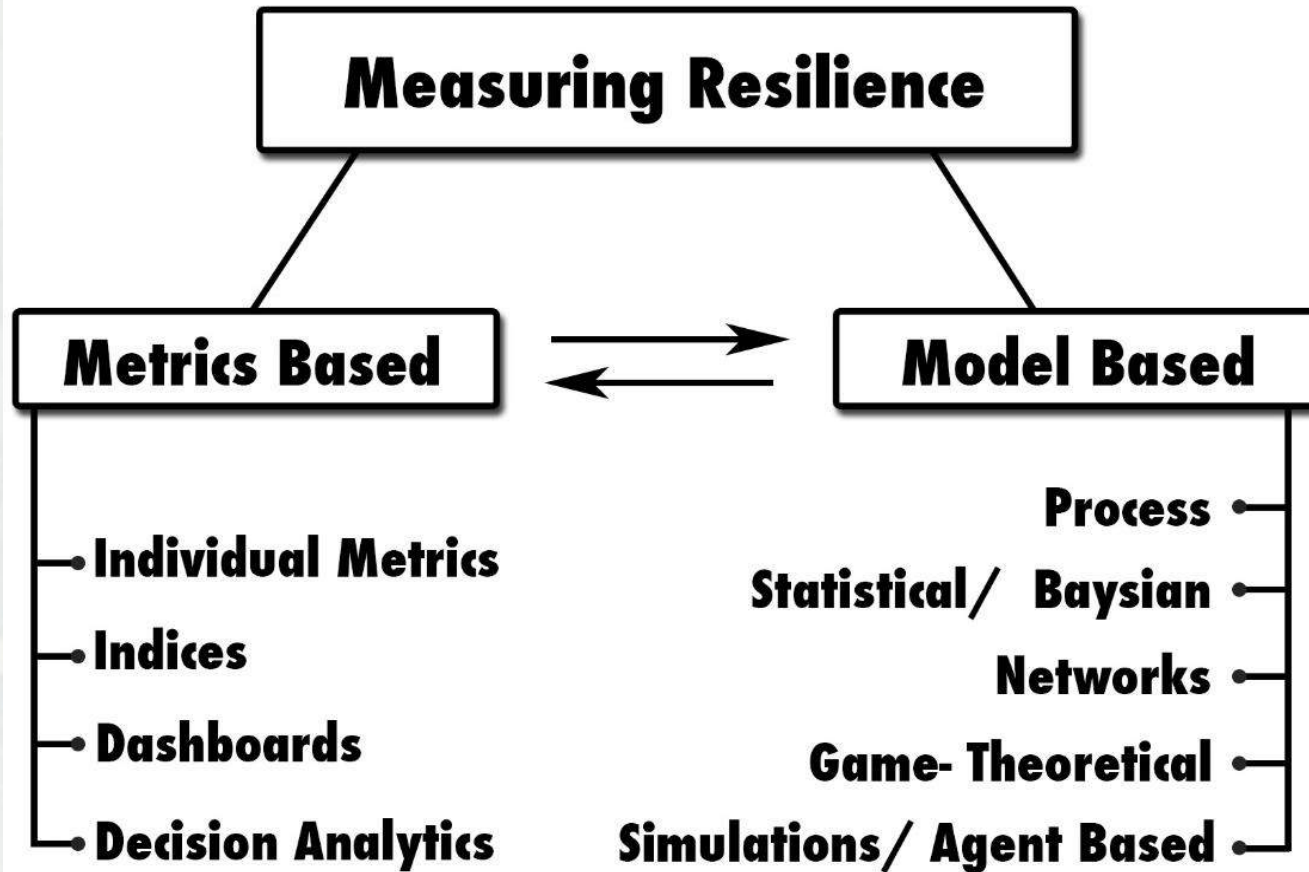 Measuring Resilience
Metrics Based
Model Based
Individual Metrics
Indices
Dashboards
Decision Analytics
Process
Statistical/ Baysian
Networks
Game- Theoretical
Simulations/ Agent Based